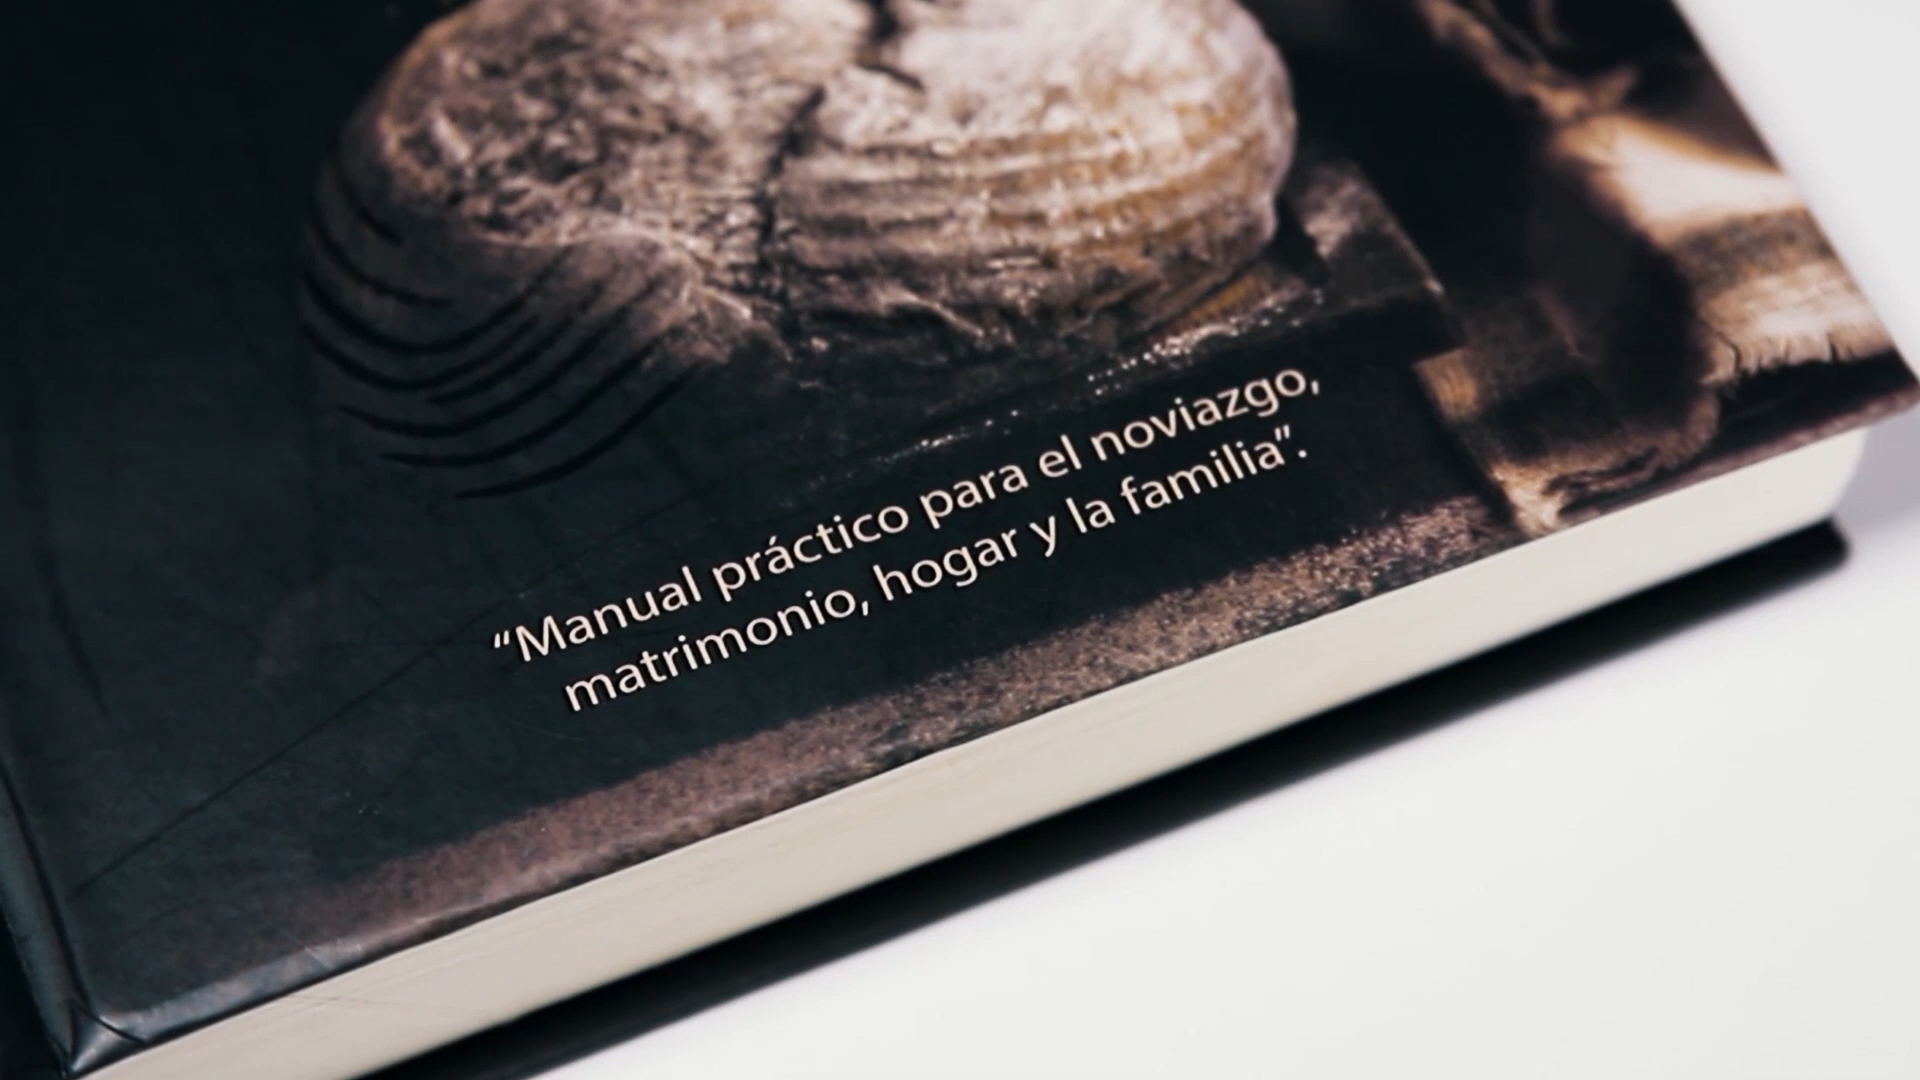 “Manual práctico para el noviazgo,
matrimonio, hogar y la familia”.